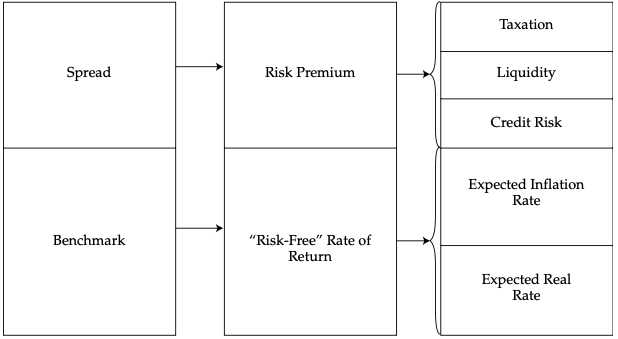 Spread
Risk Premium
Taxation
Liquidity
Credit Risk
Benchmark
“Risk-Free” Rate of
Return
Expected Inflation
Rate
Expected Real
Rate